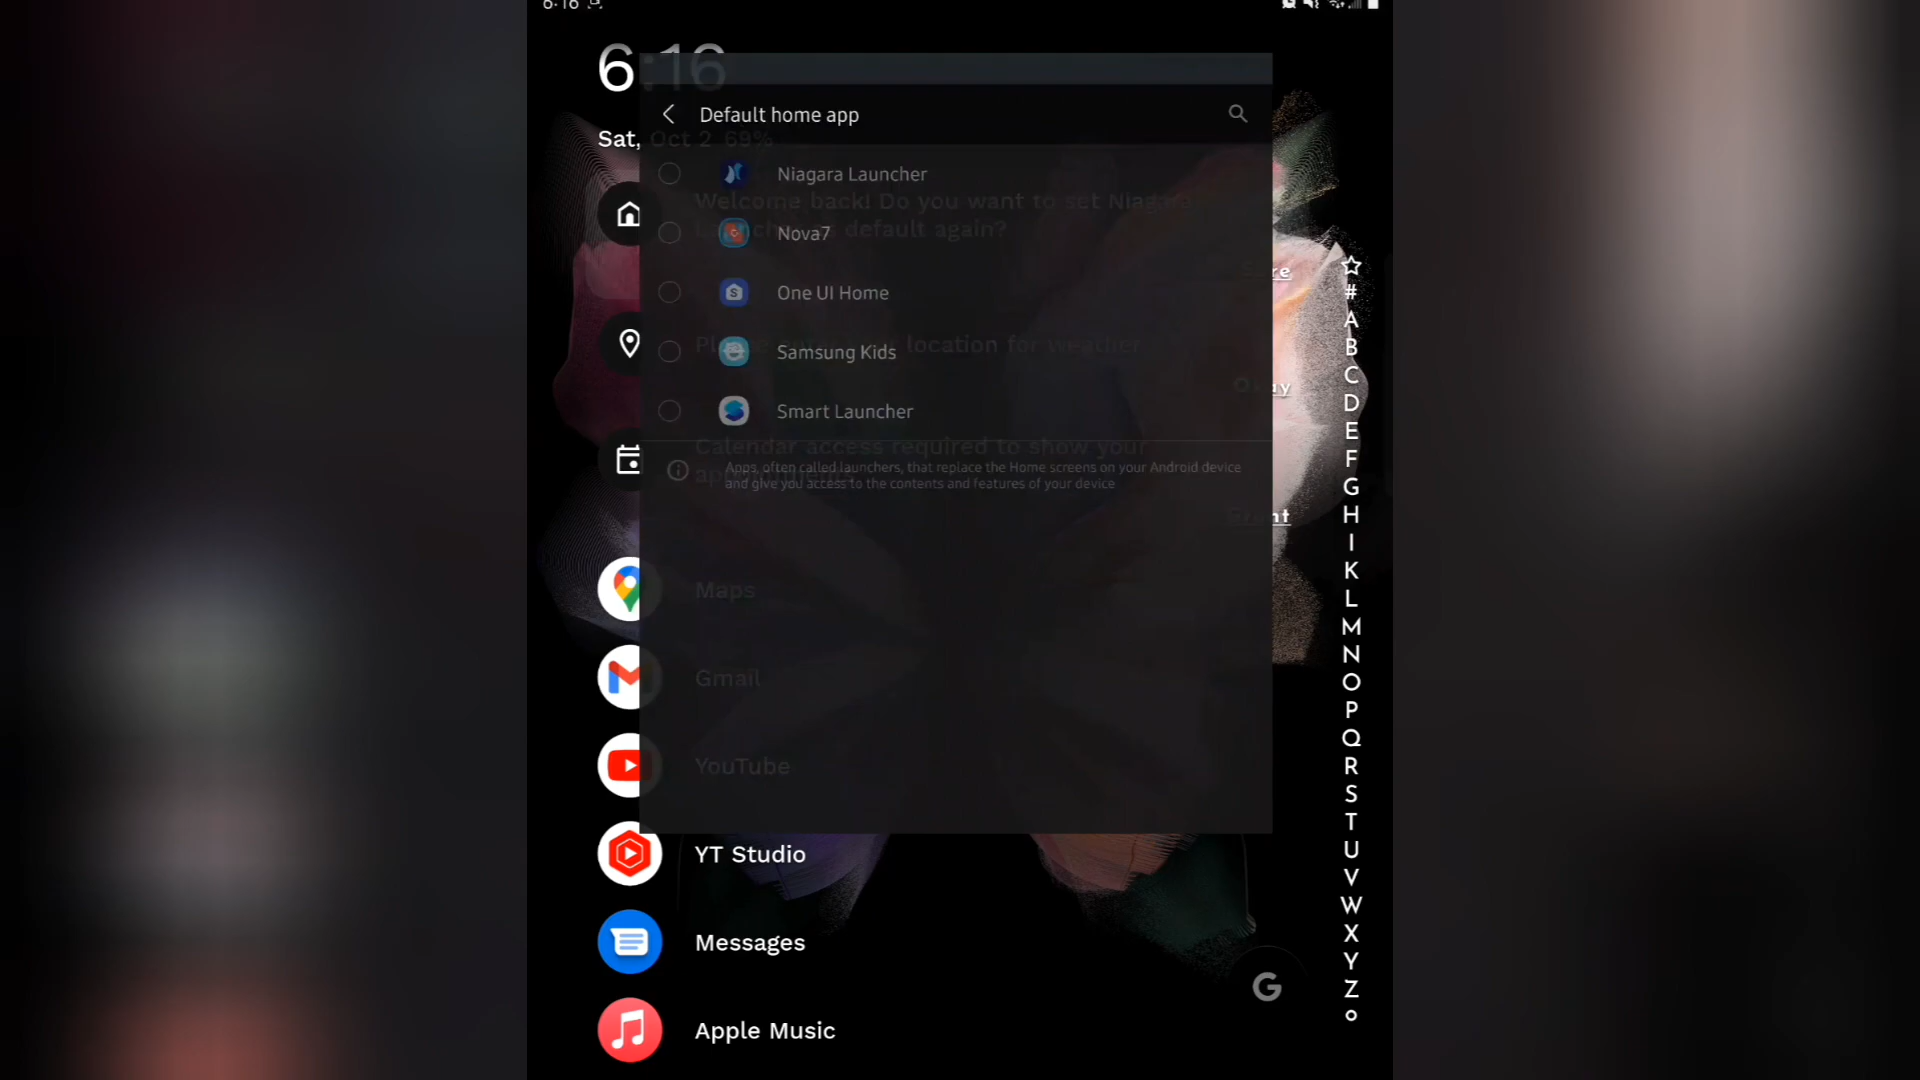 6:16
6:16
Default home app
Sat, Oct 2 69%
Niagara Launcher
Welcome back! Do you want to set Niagara
default again?
Nova7
One UI Home
location for weather
Samsung Kids
Okay
Smart Launcher
Calendar access required to show your
Apps, often called launchers, that replace the Home screens on your Android device
and give you access to the contents and features of your device
Maps
Gmail
YouTube
YT Studio
Messages
G
Apple Music
#
A
B
C
D
E
F
G
H
I
K
L
M
N
O
P
Q
R
S
T
U
V
W
X
Y
Z